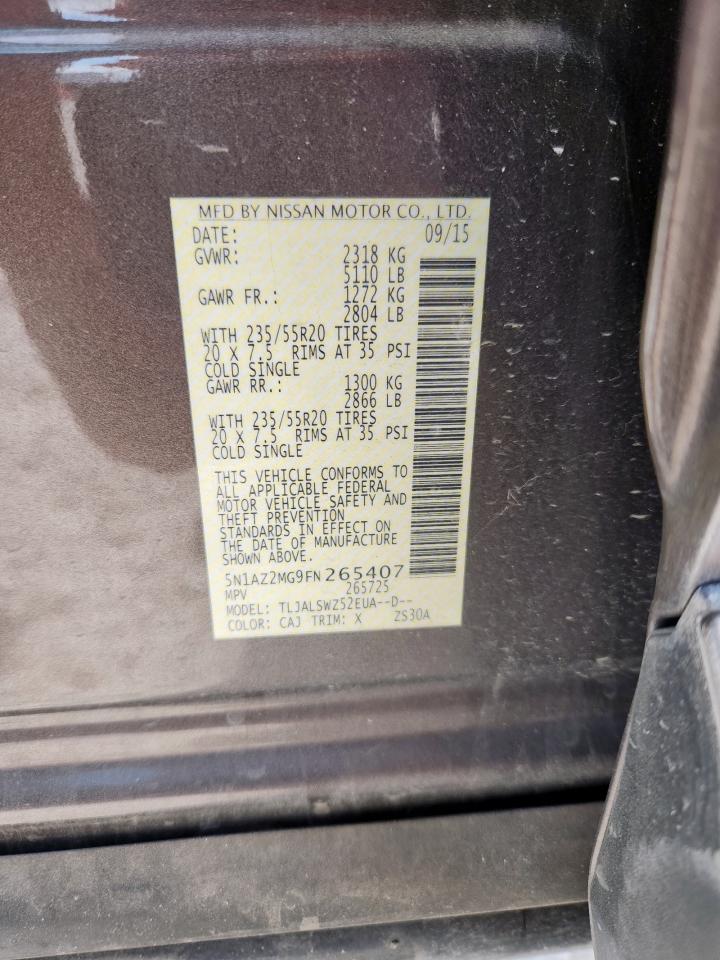 MFD BY NISSAN MOTOR CO., LTD.
DATE: 09/15
GVWR: 2318 KG
5110 LB
GAWR FR.: 1272 KG
2804 LB
WITH 235/55R20 TIRES
20 X 7.5 RIMS AT 35 PSI
COLD SINGLE
GAWR RR.: 1300 KG
2866 LB
WITH 235/55R20 TIRES
20 X 7.5 RIMS AT 35 PSI
COLD SINGLE
THIS VEHICLE CONFORMS TO
ALL APPLICABLE FEDERAL
MOTOR VEHICLE SAFETY AND
THEFT PREVENTION
STANDARDS IN EFFECT ON
THE DATE OF MANUFACTURE
SHOWN ABOVE.
5N1AZ2MG9FN265407
MPV 265725
MODEL: TLJALSWZ52EUA--D--
COLOR: CAJ TRIM: X ZS30A